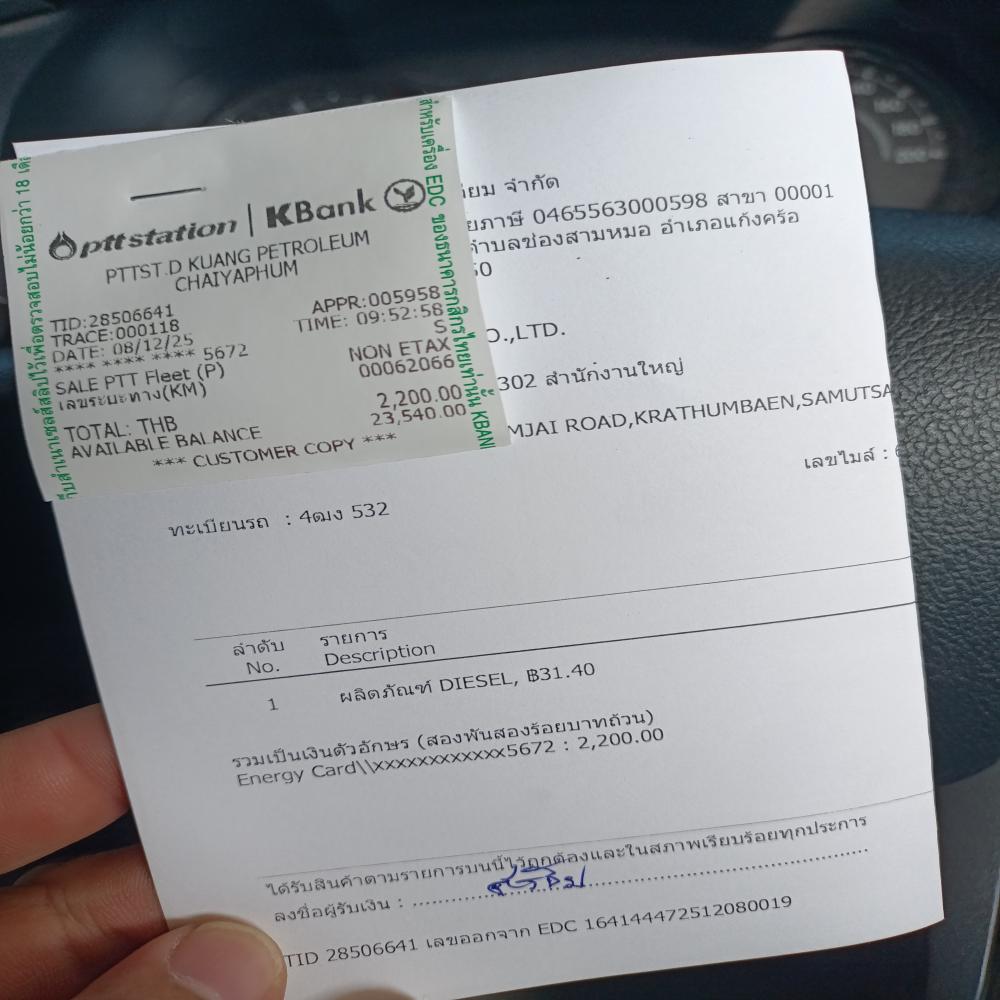 pttstation | KBank
PTTST.D KUANG PETROLEUM
CHAIYAPHUM
TID:28506641 APPR:005958
TRACE:000118 TIME: 09:52:58
DATE: 08/12/25 S
**** **** **** 5672 NON ETAX
SALE PTT Fleet (P) 00062066
เลขระยะทาง(KM)
TOTAL: THB 2,200.00
AVAILABLE BALANCE 23,540.00
*** CUSTOMER COPY ***
สำเนาเซลล์สลิปไว้เพื่อตรวจสอบไม่น้อยกว่า 18
สำหรับเครื่อง EDC ของธนาคารกสิกรไทยเท่านั้น KBAN
ยม จำกัด
ยภาษี 0465563000598 สาขา 00001
ตำบลช่องสามหมอ อำเภอแก้งคร้อ
50
O.,LTD.
302 สำนักงานใหญ่
MJAI ROAD,KRATHUMBAEN,SAMUTSA
เลขไมล์ :
ทะเบียนรถ : 4ฒง 532
ลำดับ รายการ
No. Description
1 ผลิตภัณฑ์ DIESEL, ฿31.40
รวมเป็นเงินตัวอักษร (สองพันสองร้อยบาทถ้วน)
Energy Card\\xxxxxxxxxxxx5672 : 2,200.00
ได้รับสินค้าตามรายการบนนี้ไว้ถูกต้องและในสภาพเรียบร้อยทุกประการ
ลงชื่อผู้รับเงิน :
TID 28506641 เลขออกจาก EDC 164144472512080019